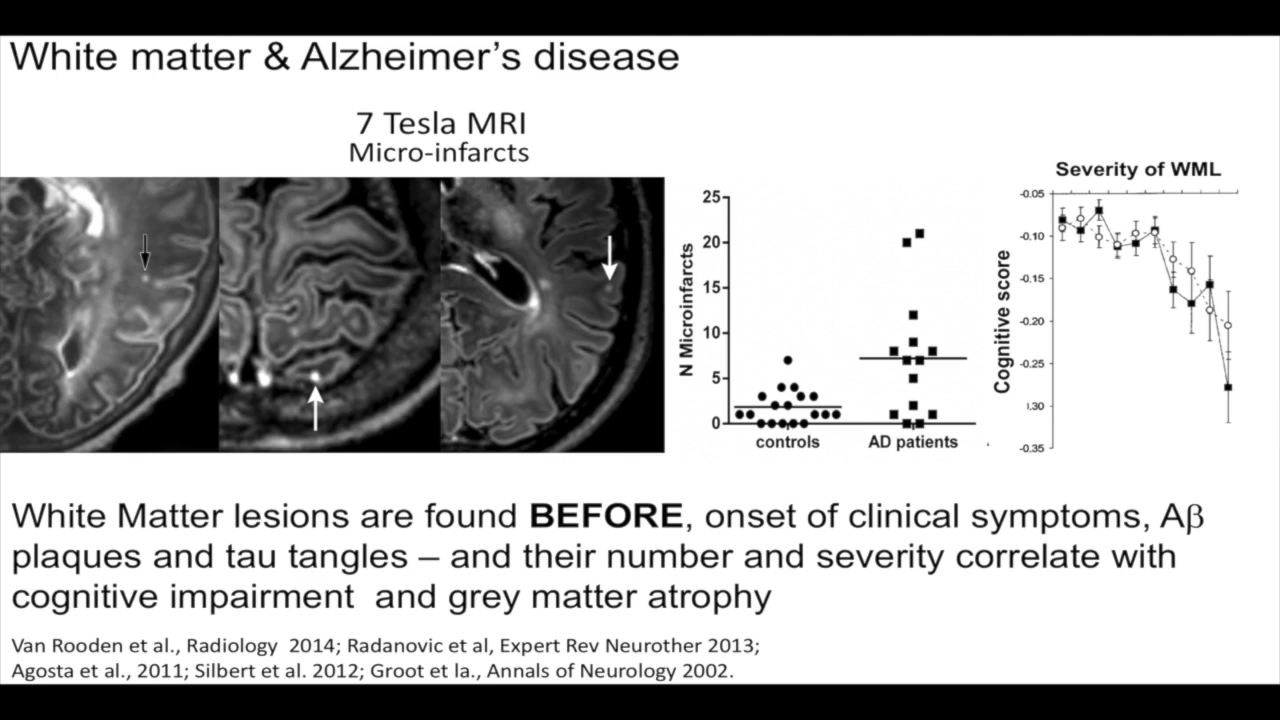 White matter & Alzheimer's disease
7 Tesla MRI
Micro-infarcts
N Microinfarcts
25
20
15
10
5
0
controls AD patients
Severity of WML
Cognitive score
-0.05
-0.10
-0.15
-0.20
-0.25
1.30
-0.35
White Matter lesions are found BEFORE, onset of clinical symptoms, Aβ
plaques and tau tangles – and their number and severity correlate with
cognitive impairment and grey matter atrophy
Van Rooden et al., Radiology 2014; Radanovic et al, Expert Rev Neurother 2013;
Agosta et al., 2011; Silbert et al. 2012; Groot et la., Annals of Neurology 2002.